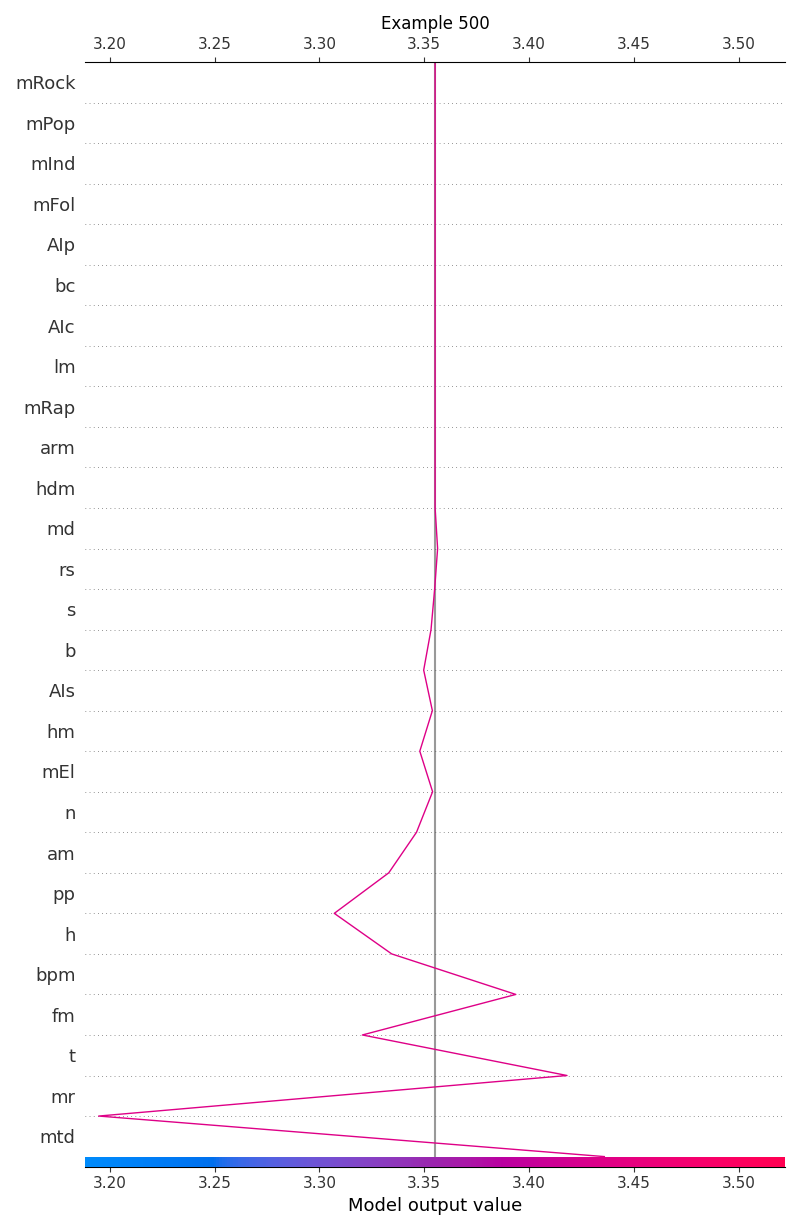 Example 500
3.20 3.25 3.30 3.35 3.40 3.45 3.50
mRock
mPop
mInd
mFol
AIp
bc
AIc
lm
mRap
arm
hdm
md
rs
s
b
AIs
hm
mEl
n
am
pp
h
bpm
fm
t
mr
mtd
3.20 3.25 3.30 3.35 3.40 3.45 3.50
Model output value